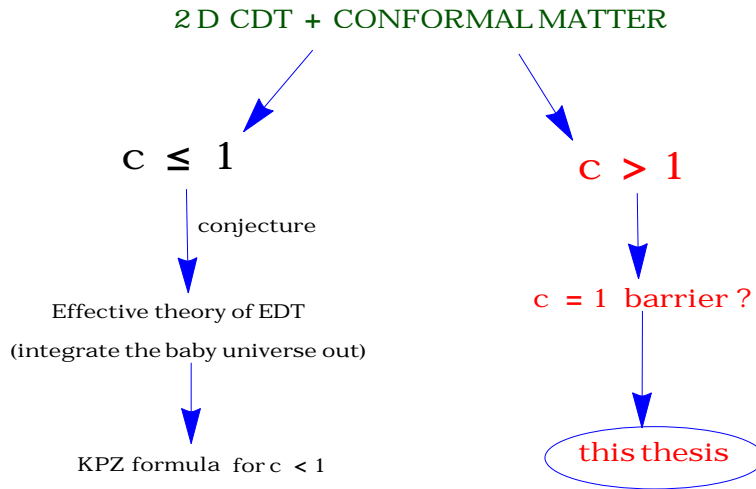 2 D CDT + CONFORMAL MATTER
c ≤ 1
c > 1
conjecture
Effective theory of EDT
(integrate the baby universe out)
c = 1 barrier ?
KPZ formula for c < 1
this thesis